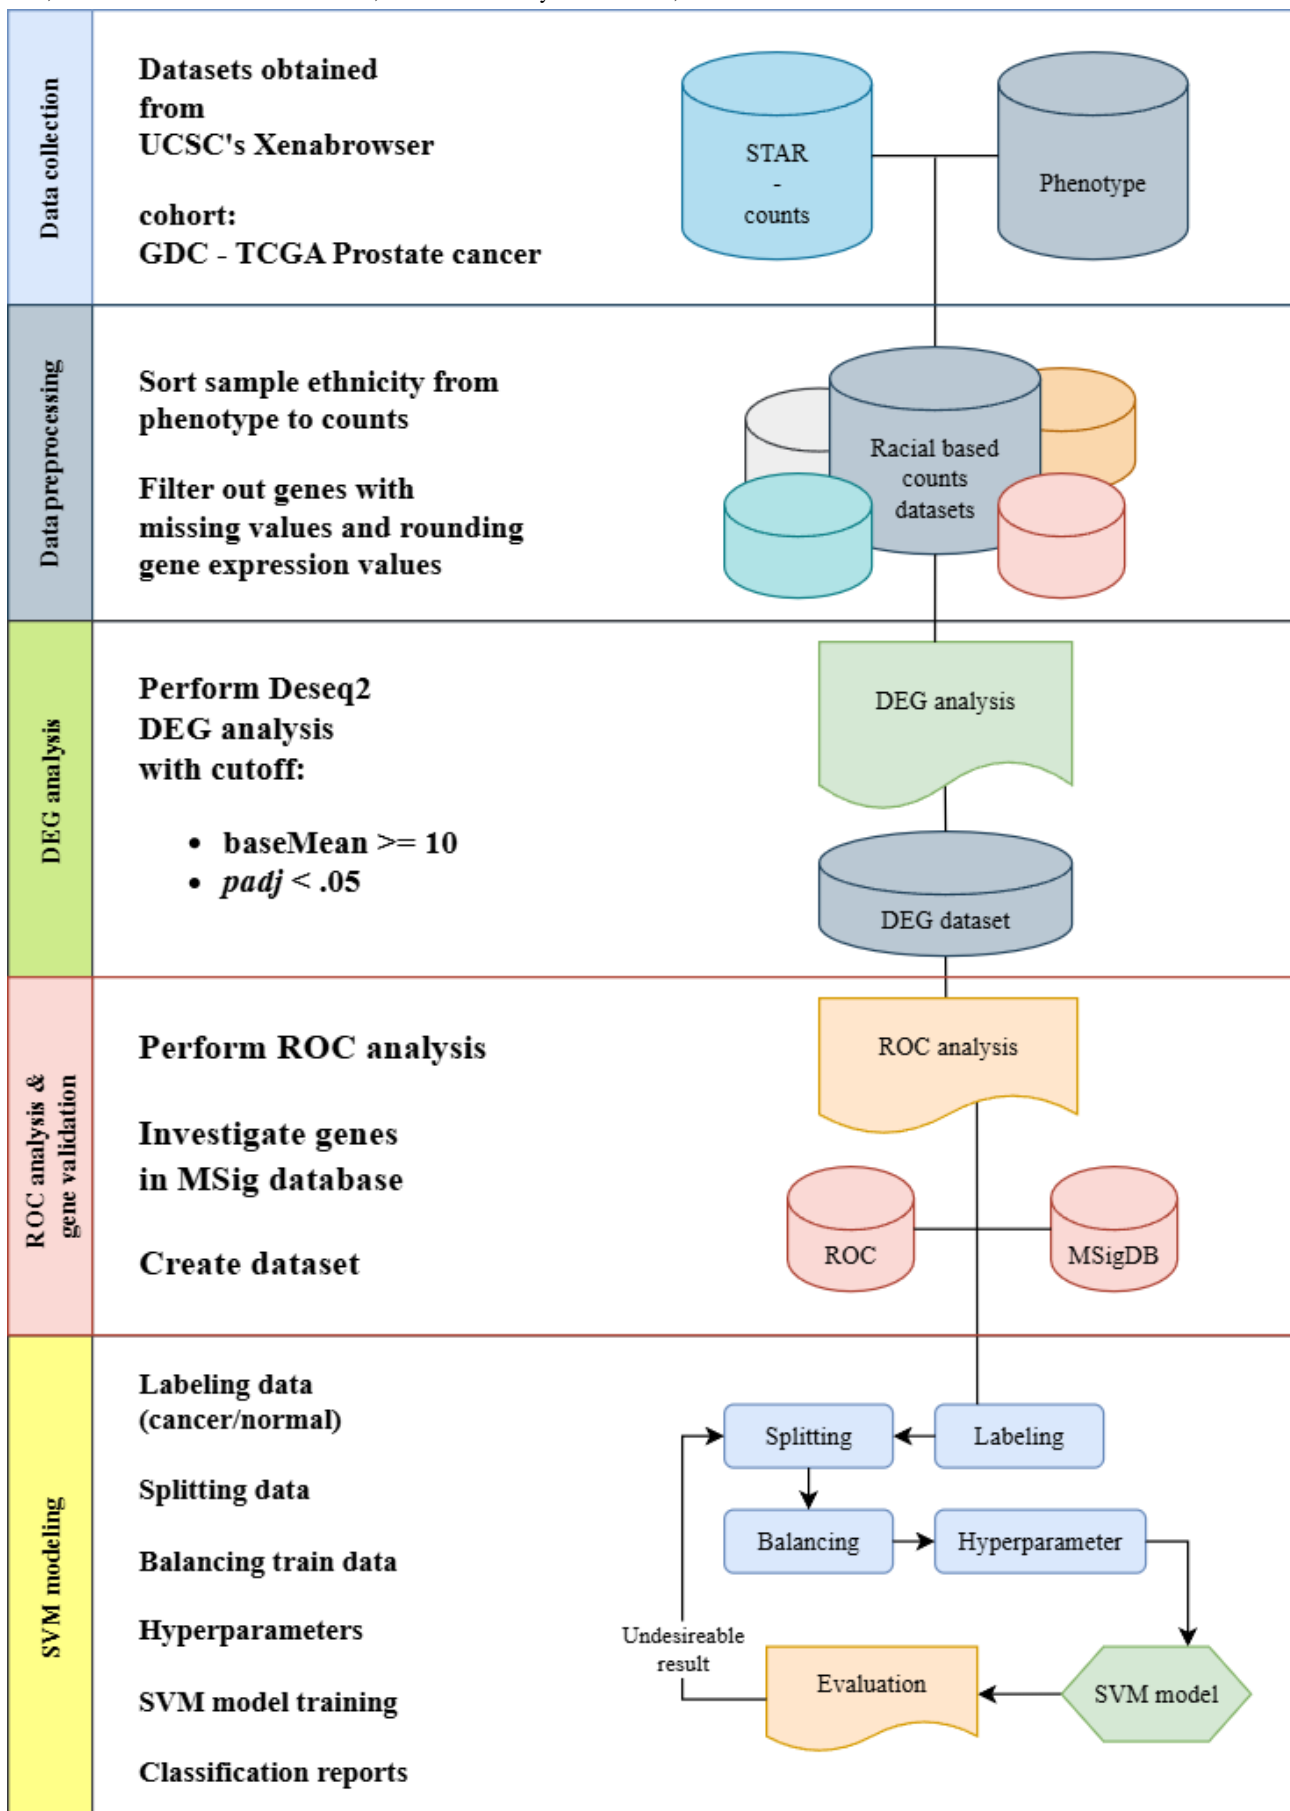 Data collection
Datasets obtained
from
UCSC's Xenabrowser
cohort:
GDC - TCGA Prostate cancer
STAR
-
counts
Phenotype
Data preprocessing
Sort sample ethnicity from
phenotype to counts
Filter out genes with
missing values and rounding
gene expression values
Racial based
counts
datasets
DEG analysis
Perform Deseq2
DEG analysis
with cutoff:
• baseMean >= 10
• padj < .05
DEG analysis
DEG dataset
ROC analysis &
gene validation
Perform ROC analysis
Investigate genes
in MSig database
Create dataset
ROC analysis
ROC
MSigDB
SVM modeling
Labeling data
(cancer/normal)
Splitting data
Balancing train data
Hyperparameters
SVM model training
Classification reports
Splitting
Labeling
Balancing
Hyperparameter
Undesireable
result
Evaluation
SVM model